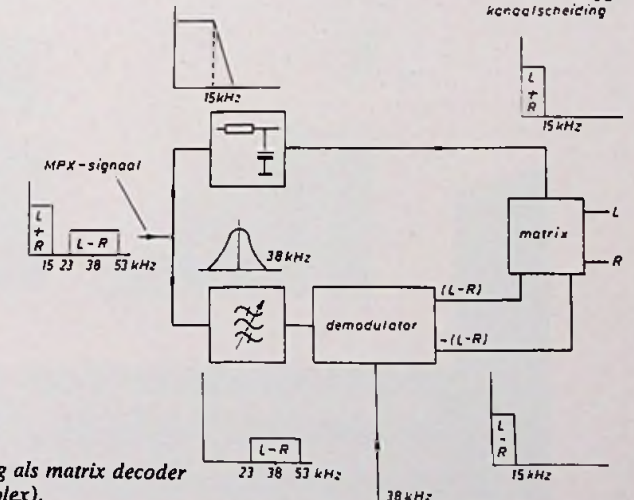 kanaalscheiding
15kHz
L
+
R
15kHz
MPX-signaal
L
+
R
L-R
15 23 38 53 kHz
38kHz
matrix
L
R
demodulator
(L-R)
-(L-R)
L-R
23 38 53 kHz
L
-
R
15kHz
38kHz
als matrix decoder